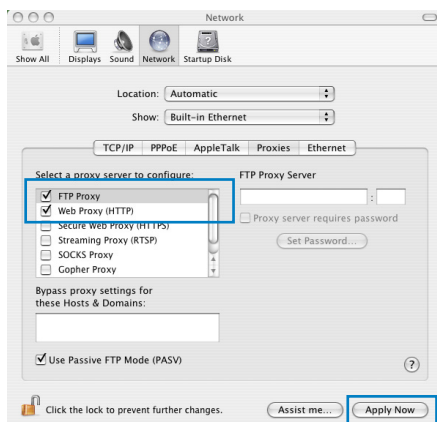 Network
Show All Displays Sound Network Startup Disk
Location: Automatic
Show: Built-in Ethernet
TCP/IP PPPoE AppleTalk Proxies Ethernet
Select a proxy server to configure: FTP Proxy Server
FTP Proxy
:
Web Proxy (HTTP)
Proxy server requires password
Secure Web Proxy (HTTPS)
Streaming Proxy (RTSP) Set Password...
SOCKS Proxy
Gopher Proxy
Bypass proxy settings for
these Hosts & Domains:
Use Passive FTP Mode (PASV) ?
Click the lock to prevent further changes. Assist me... Apply Now